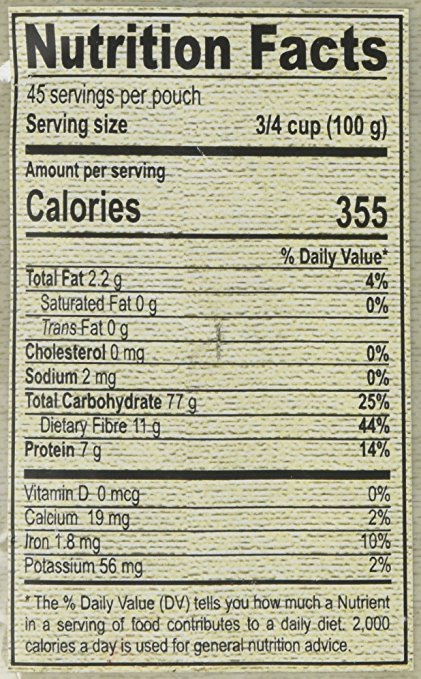 Nutrition Facts
45 servings per pouch
Serving size 3/4 cup (100 g)
Amount per serving
Calories 355
% Daily Value*
Total Fat 2.2 g 4%
Saturated Fat 0 g 0%
Trans Fat 0 g
Cholesterol 0 mg 0%
Sodium 2 mg 0%
Total Carbohydrate 77 g 25%
Dietary Fibre 11 g 44%
Protein 7 g 14%
Vitamin D 0 mcg 0%
Calcium 19 mg 2%
Iron 1.8 mg 10%
Potassium 56 mg 2%
* The % Daily Value (DV) tells you how much a Nutrient
in a serving of food contributes to a daily diet. 2,000
calories a day is used for general nutrition advice.